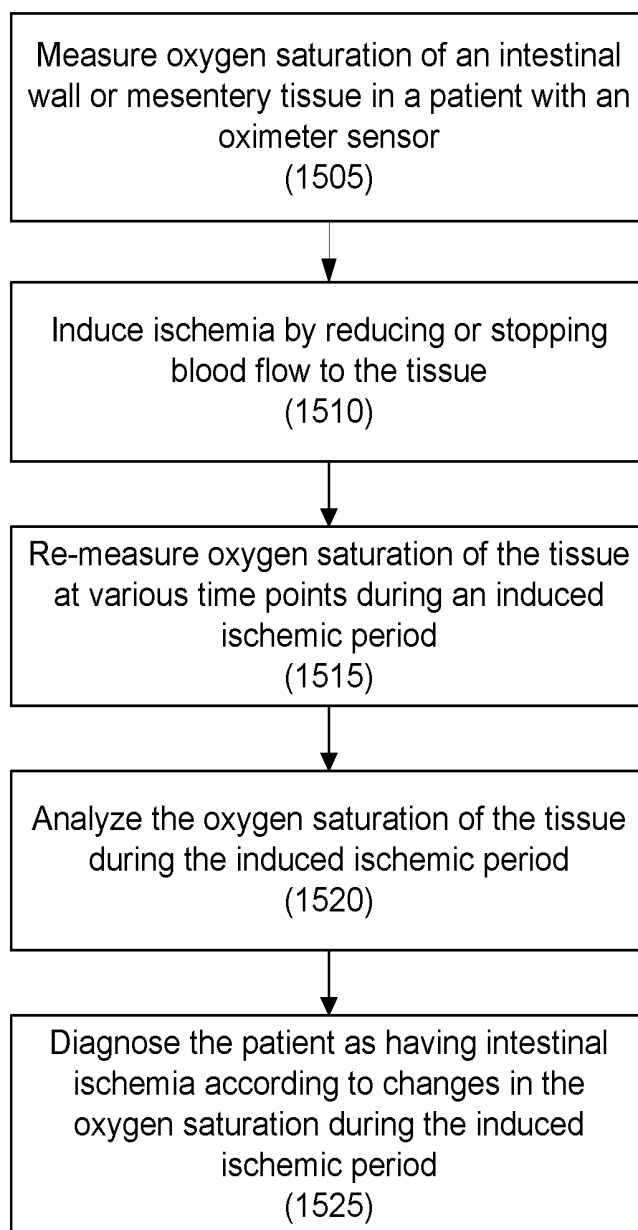 Measure oxygen saturation of an intestinal
wall or mesentery tissue in a patient with an
oximeter sensor
(1505)
Induce ischemia by reducing or stopping
blood flow to the tissue
(1510)
Re-measure oxygen saturation of the tissue
at various time points during an induced
ischemic period
(1515)
Analyze the oxygen saturation of the tissue
during the induced ischemic period
(1520)
Diagnose the patient as having intestinal
ischemia according to changes in the
oxygen saturation during the induced
ischemic period
(1525)